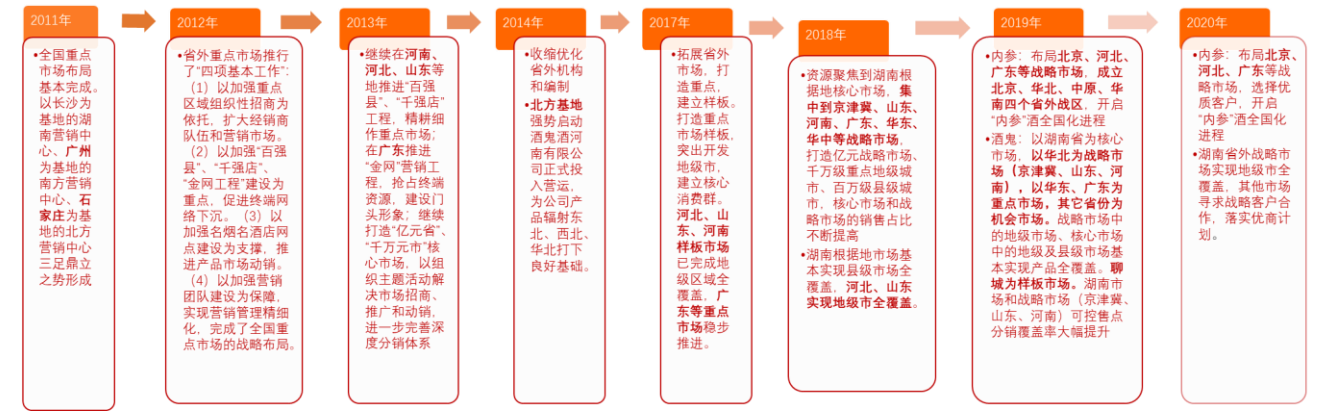 2011年
•全国重点
市场布局
基本完成。
以长沙为
基地的湖
南营销中
心、广州
为基地的
南方营销
中心、石
家庄为基
地的北方
营销中心
三足鼎立
之势形成
2012年
•省外重点市场推行
了“四项基本工作”：
（1）以加强重点
区域组织性招商为
依托，扩大经销商
队伍和营销市场。
（2）以加强“百强
县”、“千强店”、
“金网工程”建设为
重点，促进终端网
络下沉。（3）以
加强名烟名酒店网
点建设为支撑，推
进产品市场动销。
（4）以加强营销
团队建设为保障，
实现营销管理精细
化，完成了全国重
点市场的战略布局。
2013年
•继续在河南、
河北、山东等
地推进“百强
县”、“千强店”
工程，精耕细
作重点市场；
在广东推进
“金网”营销工
程，抢占终端
资源，建设门
头形象；继续
打造“亿元省”、
“千万元市”核
心市场，以组
织主题活动解
决市场招商、
推广和动销，
进一步完善深
度分销体系
2014年
•收缩优化
省外机构
和编制
•北方基地
强势启动
酒鬼酒河
南有限公
司正式投
入营运，
为公司产
品辐射东
北、西北、
华北打下
良好基础。
2017年
•拓展省外
市场，打
造重点，
建立样板。
打造重点
市场样板，
突出开发
地级市，
建立核心
消费群。
河北、山
东、河南
样板市场
已完成地
级区域全
覆盖，广
东等重点
市场稳步
推进。
2018年
•资源聚焦到湖南根
据地核心市场，集
中到京津冀、山东、
河南、广东、华东、
华中等战略市场，
打造亿元战略市场、
千万级重点地级城
市、百万级县级城
市，核心市场和战
略市场的销售占比
不断提高
•湖南根据地市场基
本实现县级市场全
覆盖，河北、山东
实现地级市全覆盖。
2019年
•内参：布局北京、河北、
广东等战略市场，成立
北京、华北、中原、华
南四个省外战区，开启
“内参”酒全国化进程
•酒鬼：以湖南省为核心
市场，以华北为战略市
场（京津冀、山东、河
南），以华东、广东为
重点市场，其它省份为
机会市场。战略市场中
的地级市场、核心市场
中的地级及县级市场基
本实现产品全覆盖。聊
城为样板市场。湖南市
场和战略市场（京津冀、
山东、河南）可控售点
分销覆盖率大幅提升
2020年
•内参：布局北京、
河北、广东等战
略市场，选择优
质客户，开启
“内参”酒全国化
进程
•湖南省外战略市
场实现地级市全
覆盖，其他市场
寻求战略客户合
作，落实优商计
划。